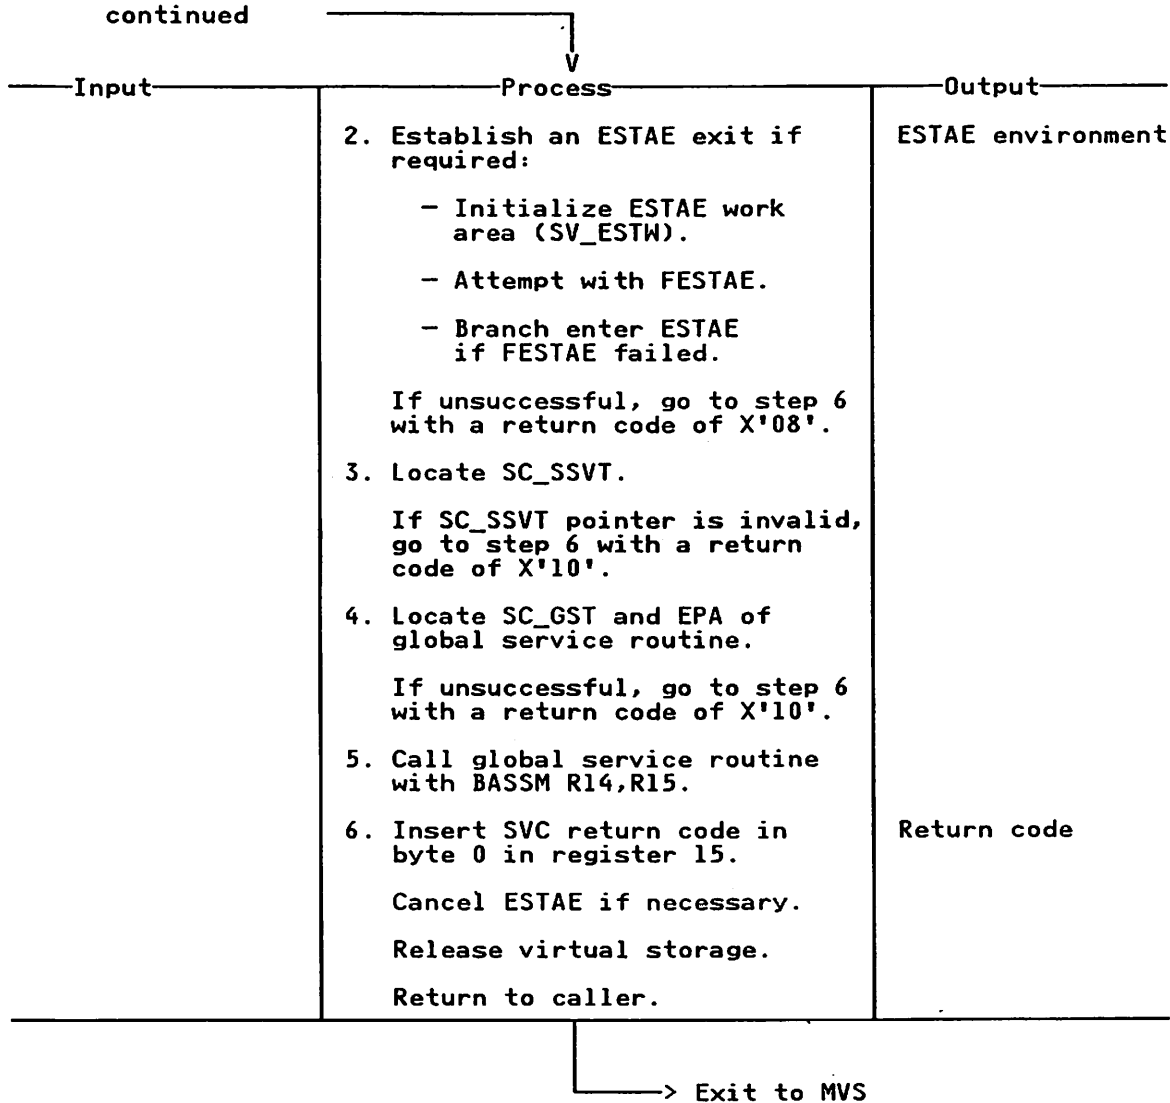 continued
V
Input Process Output
2. Establish an ESTAE exit if ESTAE environment
required:
— Initialize ESTAE work
area (SV_ESTW).
— Attempt with FESTAE.
— Branch enter ESTAE
if FESTAE failed.
If unsuccessful, go to step 6
with a return code of X'08'.
3. Locate SC_SSVT.
If SC_SSVT pointer is invalid,
go to step 6 with a return
code of X'10'.
4. Locate SC_GST and EPA of
global service routine.
If unsuccessful, go to step 6
with a return code of X'10'.
5. Call global service routine
with BASSM R14,R15.
6. Insert SVC return code in Return code
byte 0 in register 15.
Cancel ESTAE if necessary.
Release virtual storage.
Return to caller.
> Exit to MVS